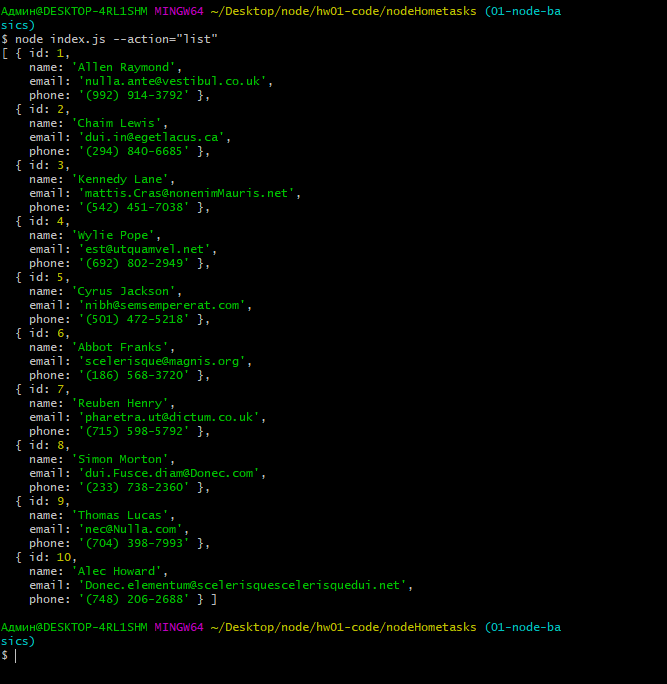 Админ@DESKTOP-4RL1SHM MINGW64 ~/Desktop/node/hw01-code/nodeHometasks (01-node-ba
sics)
$ node index.js --action="list"
[ { id: 1,
    name: 'Allen Raymond',
    email: 'nulla.ante@vestibul.co.uk',
    phone: '(992) 914-3792' },
  { id: 2,
    name: 'Chaim Lewis',
    email: 'dui.in@egetlacus.ca',
    phone: '(294) 840-6685' },
  { id: 3,
    name: 'Kennedy Lane',
    email: 'mattis.Cras@nonenimMauris.net',
    phone: '(542) 451-7038' },
  { id: 4,
    name: 'Wylie Pope',
    email: 'est@utquamvel.net',
    phone: '(692) 802-2949' },
  { id: 5,
    name: 'Cyrus Jackson',
    email: 'nibh@semsempererat.com',
    phone: '(501) 472-5218' },
  { id: 6,
    name: 'Abbot Franks',
    email: 'scelerisque@magnis.org',
    phone: '(186) 568-3720' },
  { id: 7,
    name: 'Reuben Henry',
    email: 'pharetra.ut@dictum.co.uk',
    phone: '(715) 598-5792' },
  { id: 8,
    name: 'Simon Morton',
    email: 'dui.Fusce.diam@Donec.com',
    phone: '(233) 738-2360' },
  { id: 9,
    name: 'Thomas Lucas',
    email: 'nec@Nulla.com',
    phone: '(704) 398-7993' },
  { id: 10,
    name: 'Alec Howard',
    email: 'Donec.elementum@scelerisquescelerisquedui.net',
    phone: '(748) 206-2688' } ]
Админ@DESKTOP-4RL1SHM MINGW64 ~/Desktop/node/hw01-code/nodeHometasks (01-node-ba
sics)
$